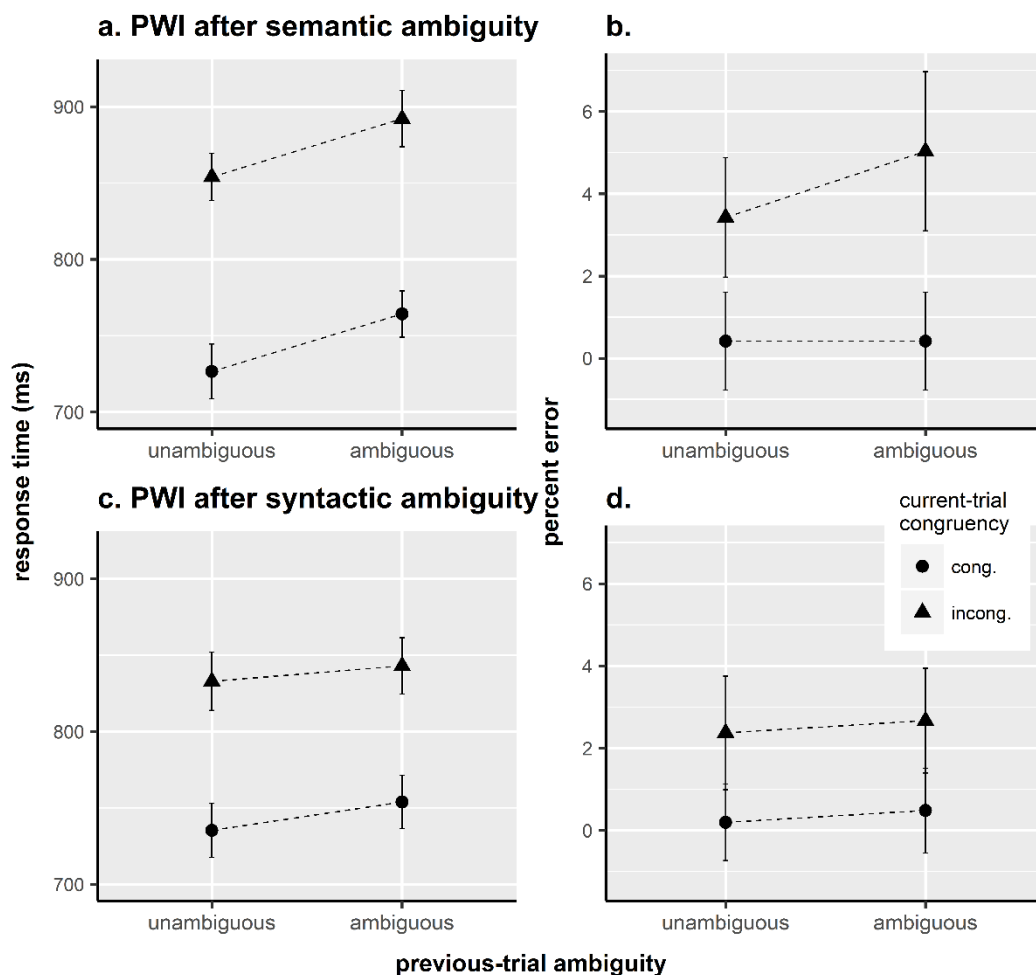 a. PWI after semantic ambiguity
b.
900
800
700
unambiguous
ambiguous
6
4
2
0
unambiguous
ambiguous
response time (ms)
percent error
c. PWI after syntactic ambiguity
d.
900
800
700
unambiguous
ambiguous
6
4
2
0
unambiguous
ambiguous
current-trial
congruency
cong.
incong.
previous-trial ambiguity